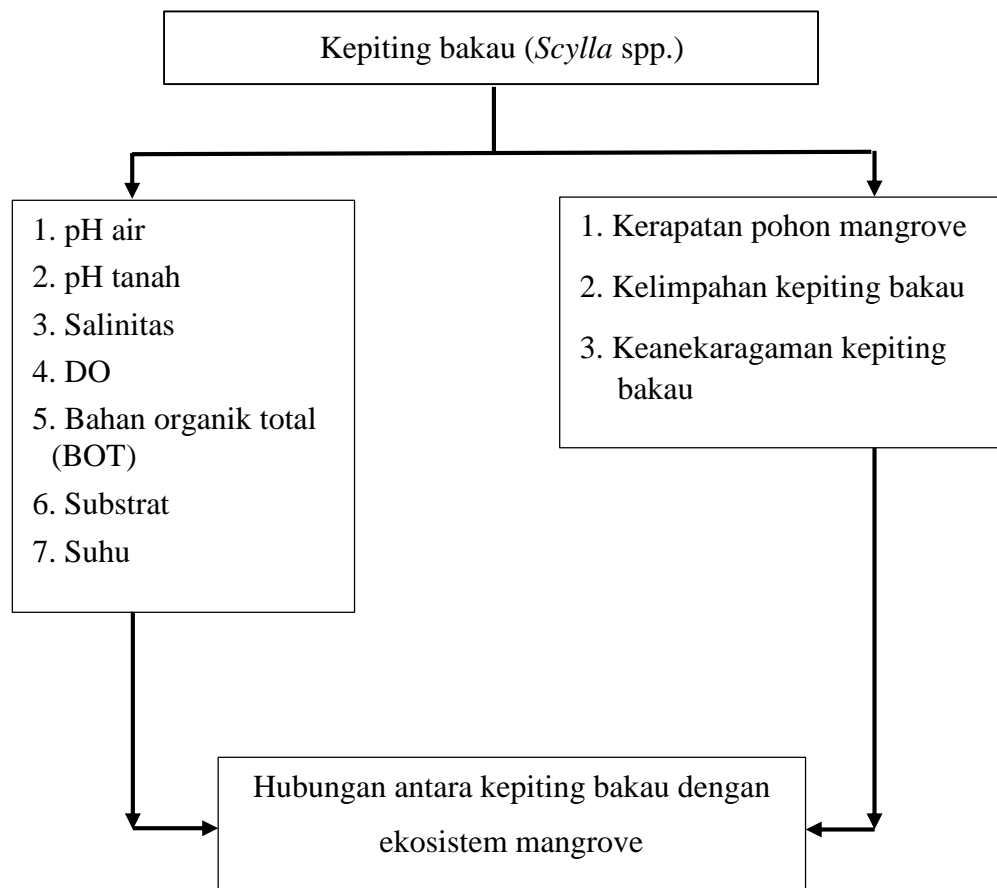 Kepiting bakau (Scylla spp.)
1. pH air
2. pH tanah
3. Salinitas
4. DO
5. Bahan organik total
(BOT)
6. Substrat
7. Suhu
1. Kerapatan pohon mangrove
2. Kelimpahan kepiting bakau
3. Keanekaragaman kepiting
bakau
Hubungan antara kepiting bakau dengan
ekosistem mangrove